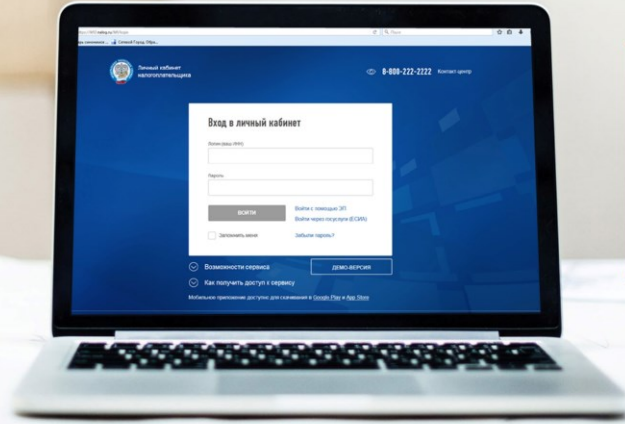 Поиск
Личный кабинет
налогоплательщика
8-800-222-2222 Контакт-центр
Вход в личный кабинет
Логин (ваш ИНН)
Пароль
ВОЙТИ
Войти с помощью ЭП
Войти через госуслуги (ЕСИА)
Запомнить меня
Забыли пароль?
Возможности сервиса
ДЕМО-ВЕРСИЯ
Как получить доступ к сервису
Мобильное приложение доступно для скачивания в Google Play и App Store